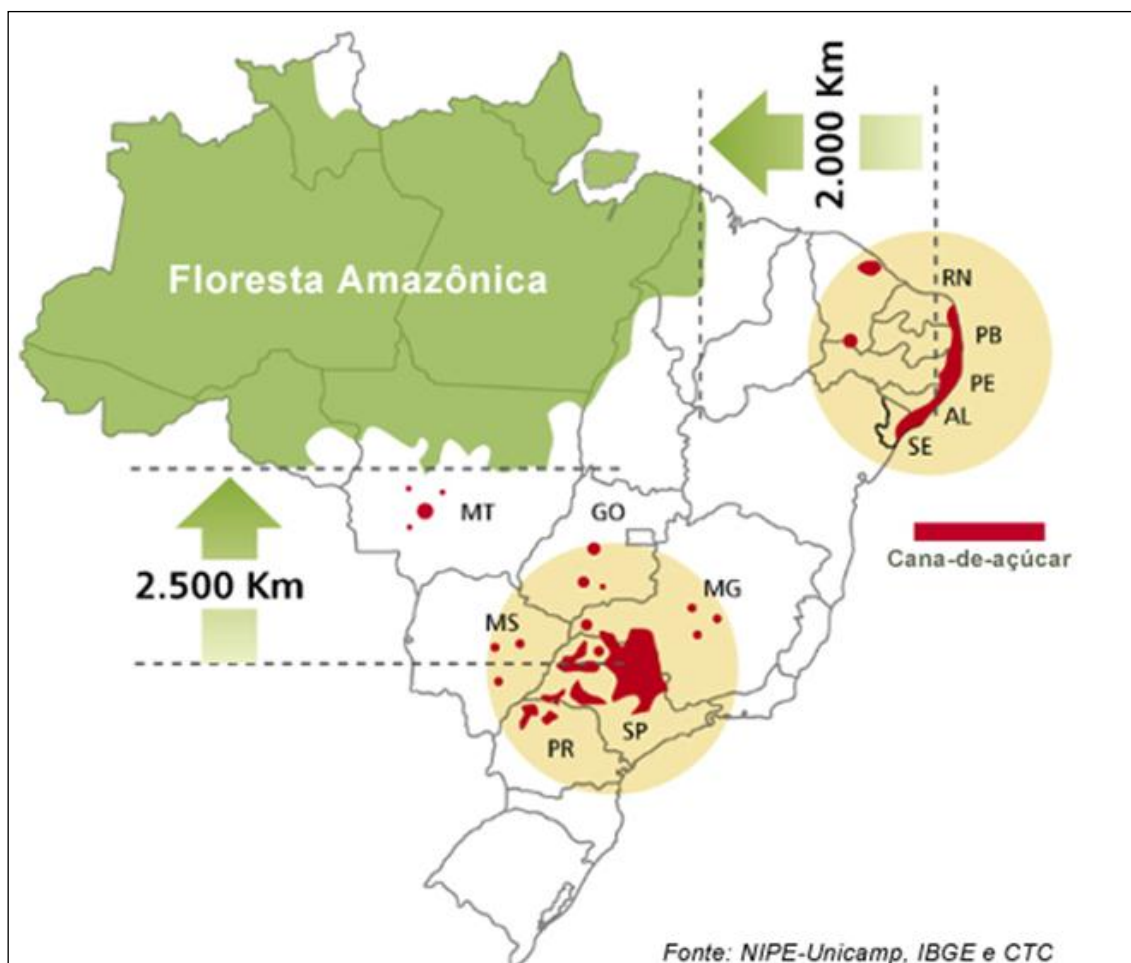 2.000 Km
Floresta Amazônica
RN
PB
PE
AL
SE
MT
GO
Cana-de-açúcar
2.500 Km
MG
MS
SP
PR
Fonte: NIPE-Unicamp, IBGE e CTC